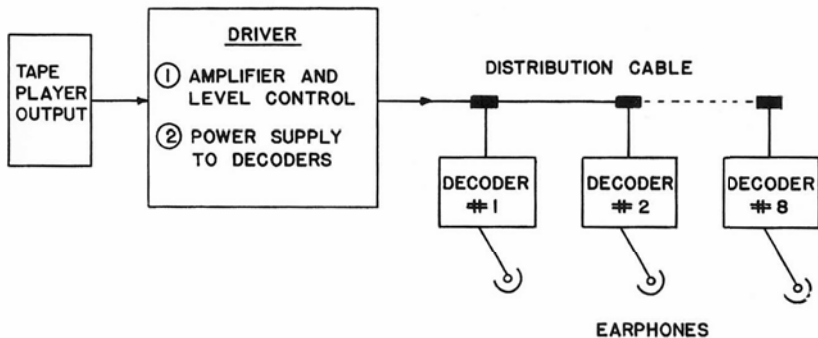 TAPE
PLAYER
OUTPUT
DRIVER
① AMPLIFIER AND
LEVEL CONTROL
② POWER SUPPLY
TO DECODERS
DISTRIBUTION CABLE
DECODER
#1
DECODER
#2
DECODER
#8
EARPHONES